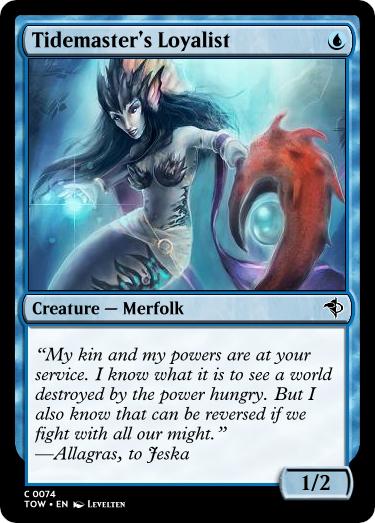 Tidemaster's Loyalist
Creature — Merfolk
“My kin and my powers are at your
service. I know what it is to see a world
destroyed by the power hungry. But I
also know that can be reversed if we
fight with all our might.”
—Allagras, to Jeska
1/2
C 0074
TOW • EN Levelten